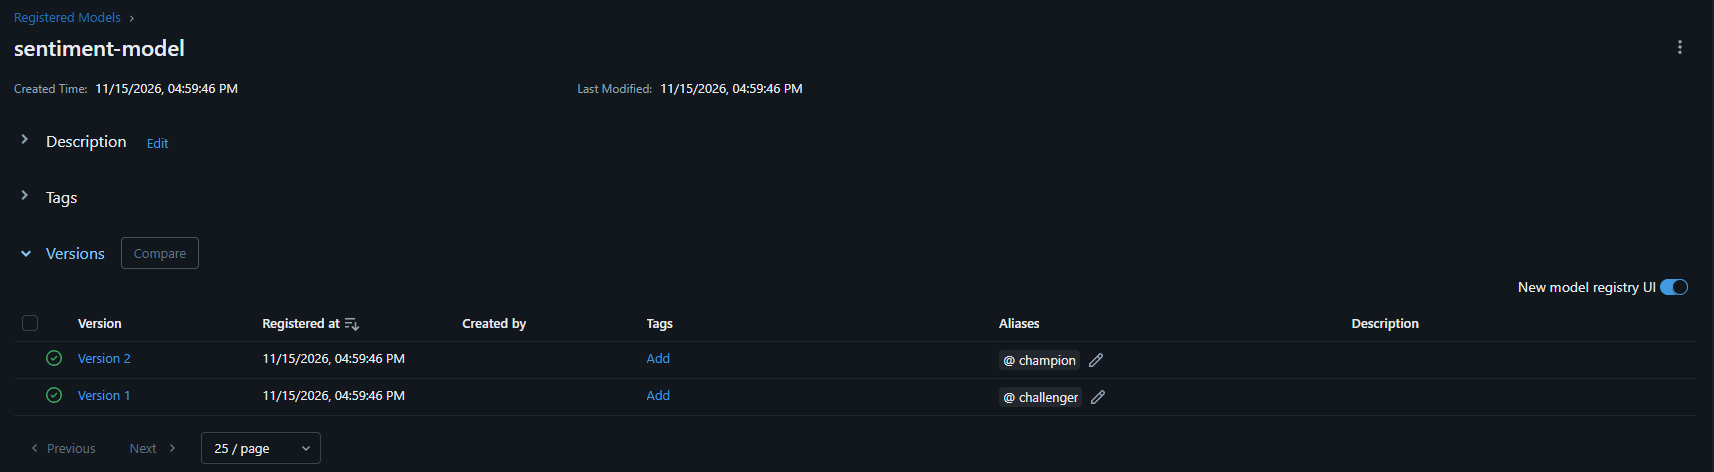 Registered Models ›
sentiment-model
Created Time: 11/15/2026, 04:59:46 PM Last Modified: 11/15/2026, 04:59:46 PM
Description Edit
Tags
Versions Compare
New model registry UI
Version Registered at Created by Tags Aliases Description
Version 2 11/15/2026, 04:59:46 PM Add @ champion
Version 1 11/15/2026, 04:59:46 PM Add @ challenger
Previous Next 25 / page